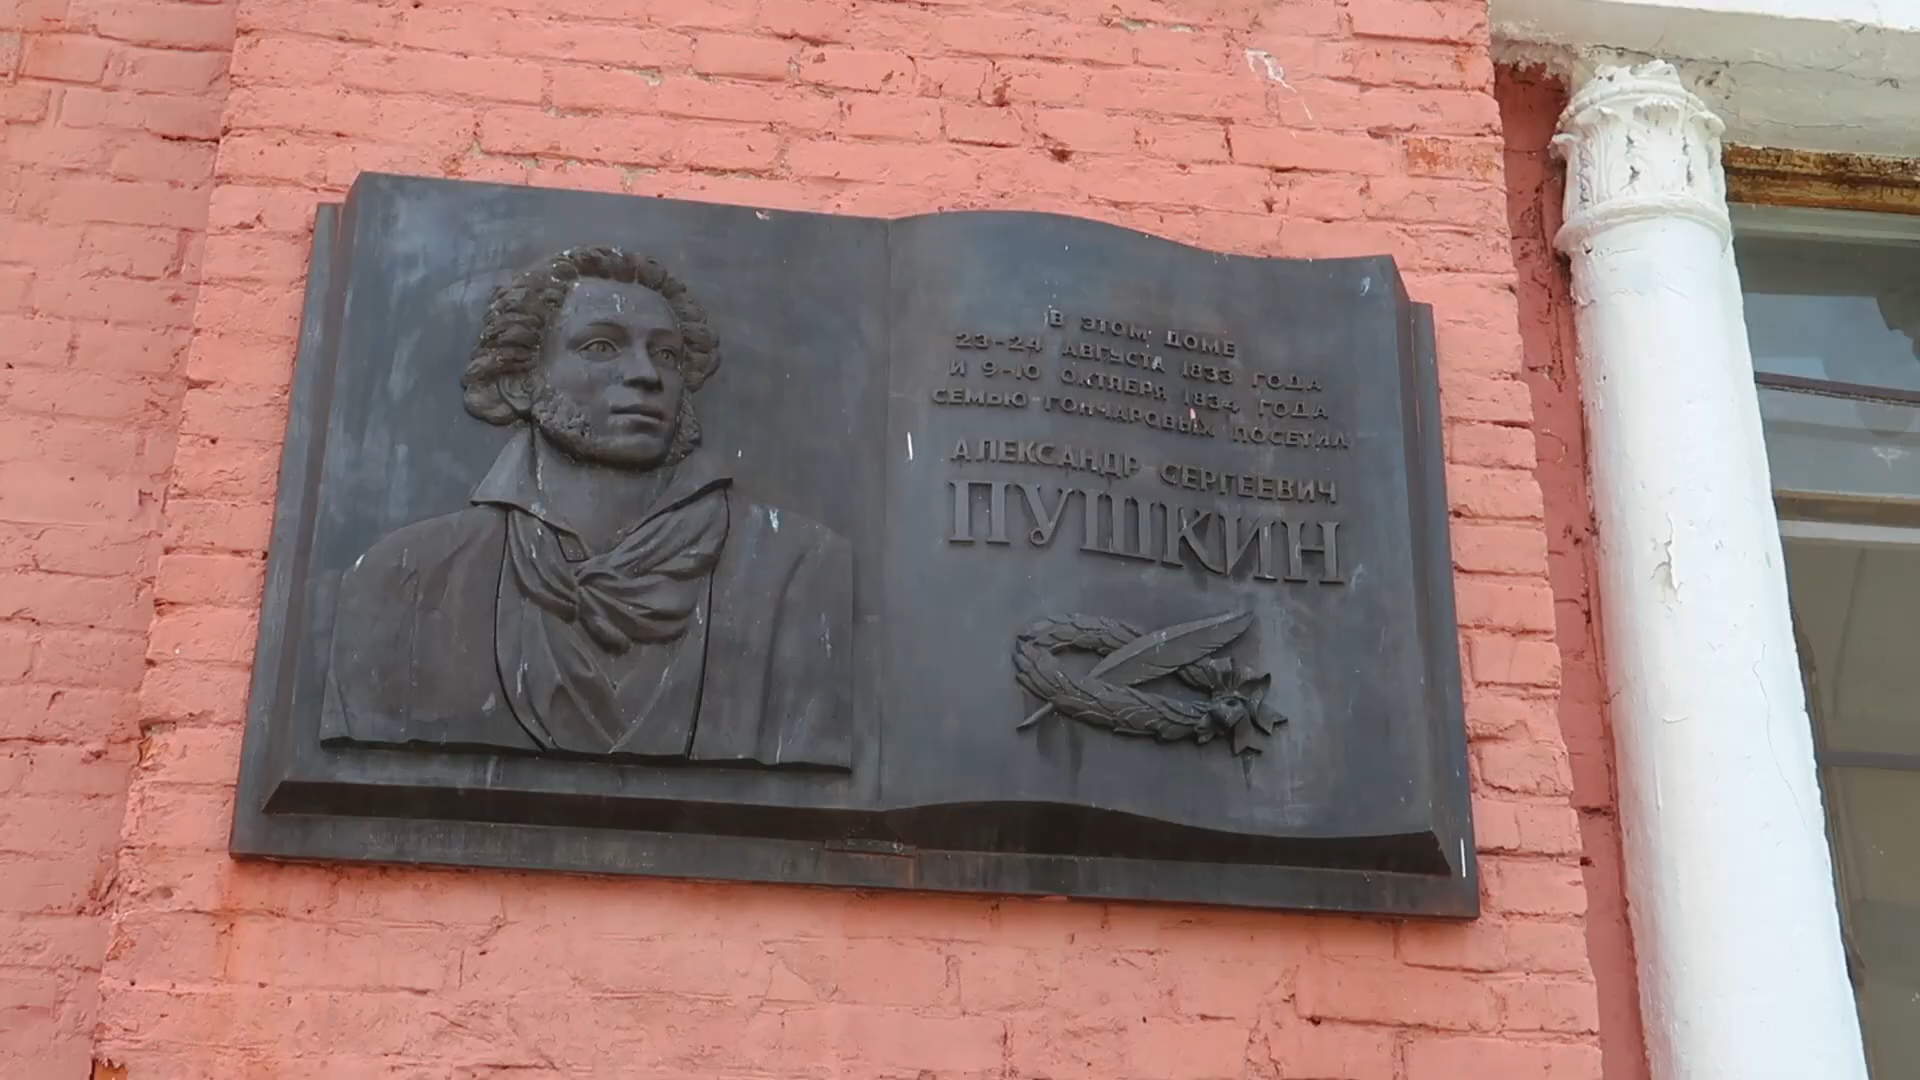 В ЭТОМ ДОМЕ
23-24 АВГУСТА 1833 ГОДА
И 9-10 ОКТЯБРЯ 1834 ГОДА
СЕМЬЮ ГОНЧАРОВЫХ ПОСЕТИЛ
АЛЕКСАНДР СЕРГЕЕВИЧ
ПУШКИН